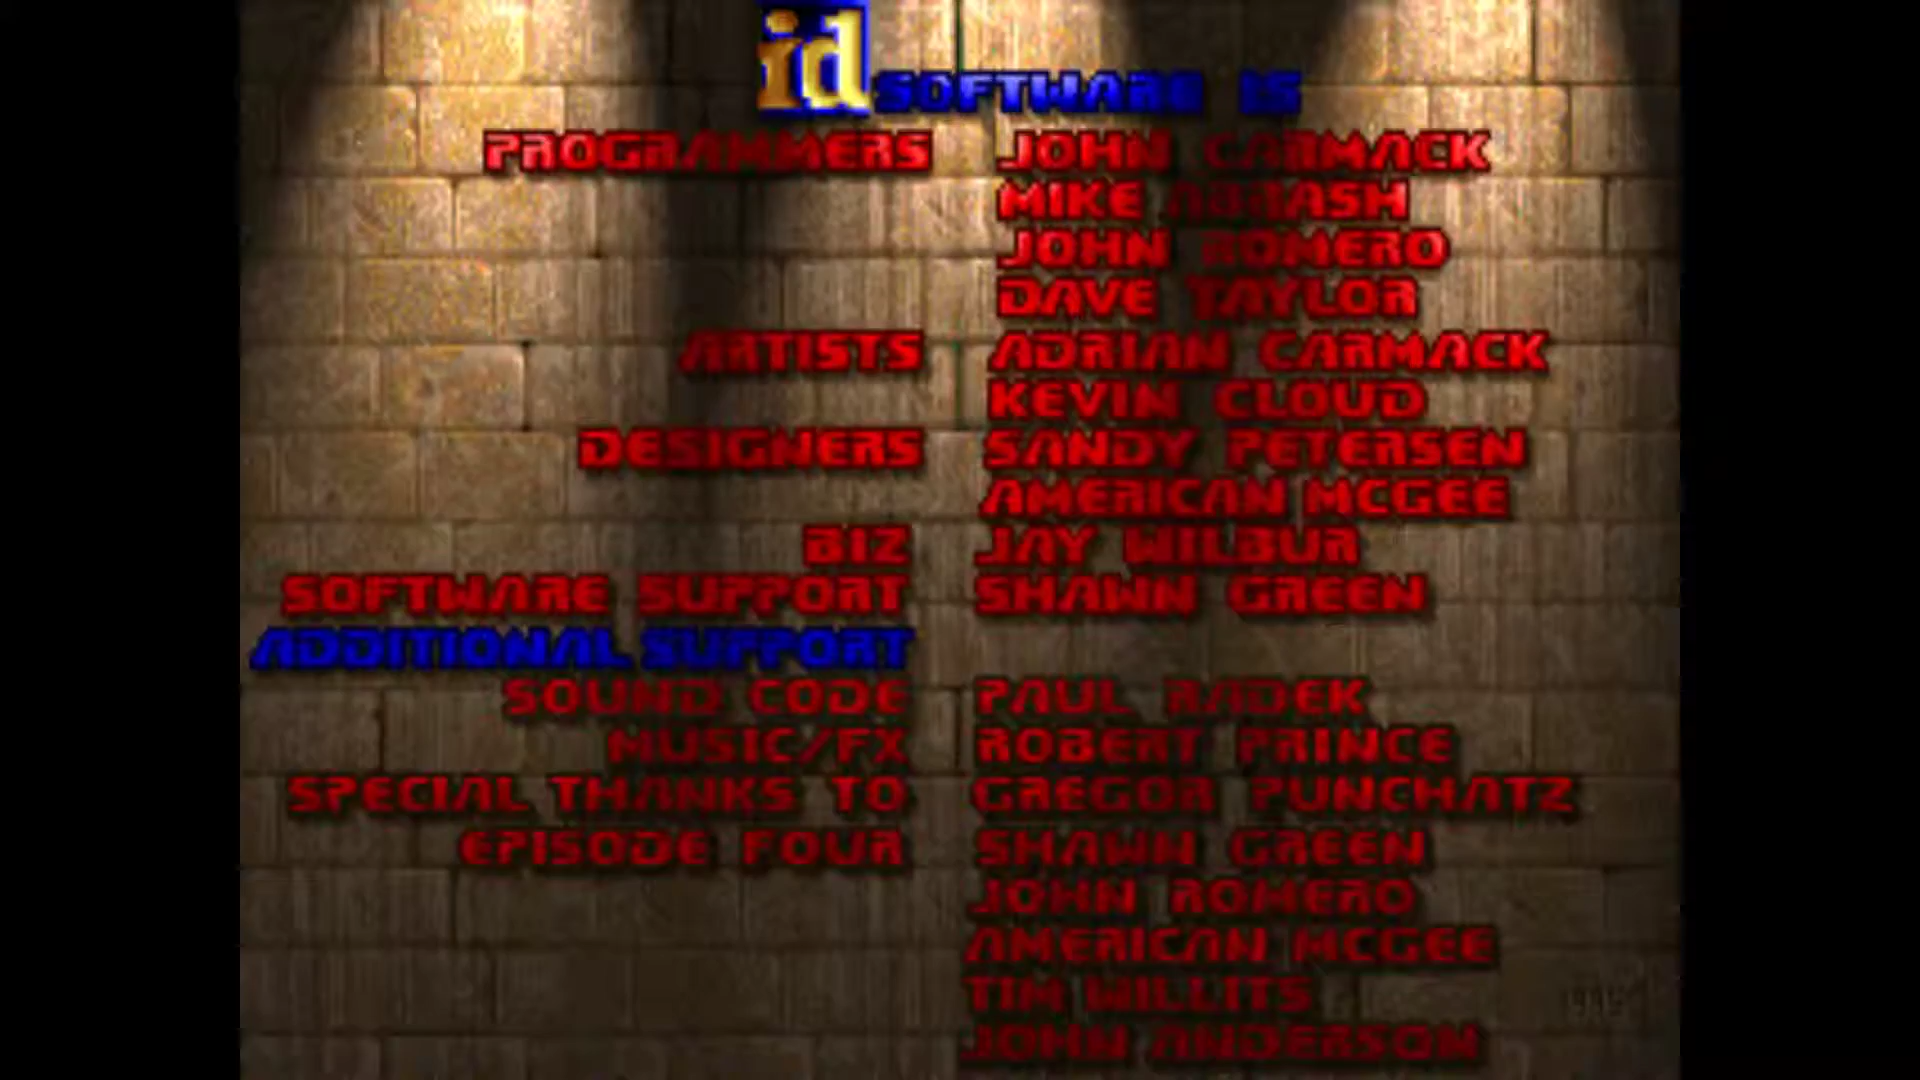 id SOFTWARE IS
PROGRAMMERS JOHN CARMACK
MIKE ABRASH
JOHN ROMERO
DAVE TAYLOR
ARTISTS ADRIAN CARMACK
KEVIN CLOUD
DESIGNERS SANDY PETERSEN
AMERICAN MCGEE
BIZ JAY WILBUR
SOFTWARE SUPPORT SHAWN GREEN
ADDITIONAL SUPPORT
SOUND CODE PAUL RADEK
MUSIC/FX ROBERT PRINCE
SPECIAL THANKS TO GREGOR PUNCHATZ
EPISODE FOUR SHAWN GREEN
JOHN ROMERO
AMERICAN MCGEE
TIM WILLITS
JOHN ANDERSON